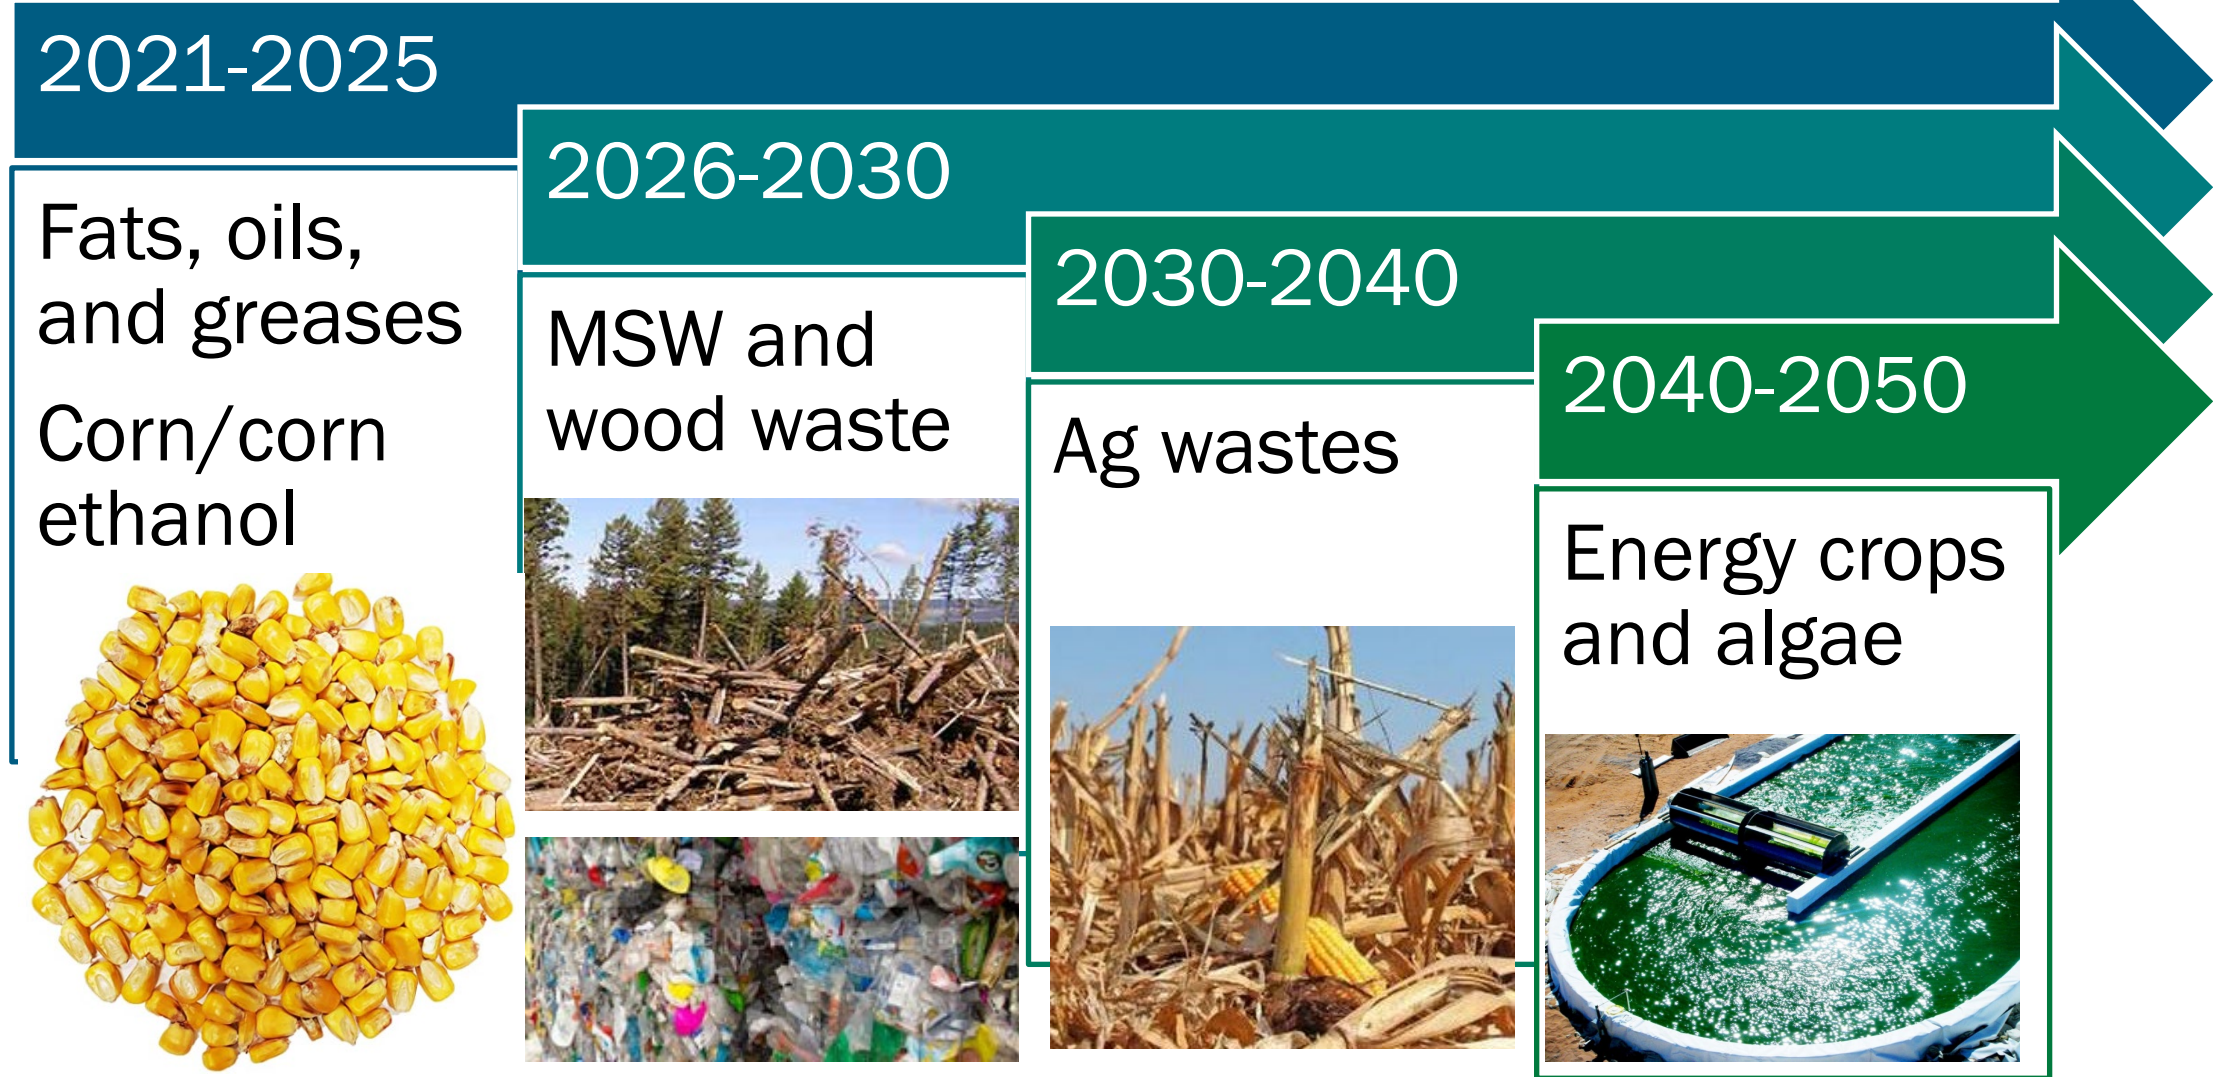 2021-2025
Fats, oils,
and greases
Corn/corn
ethanol
2026-2030
MSW and
wood waste
2030-2040
Ag wastes
2040-2050
Energy crops
and algae